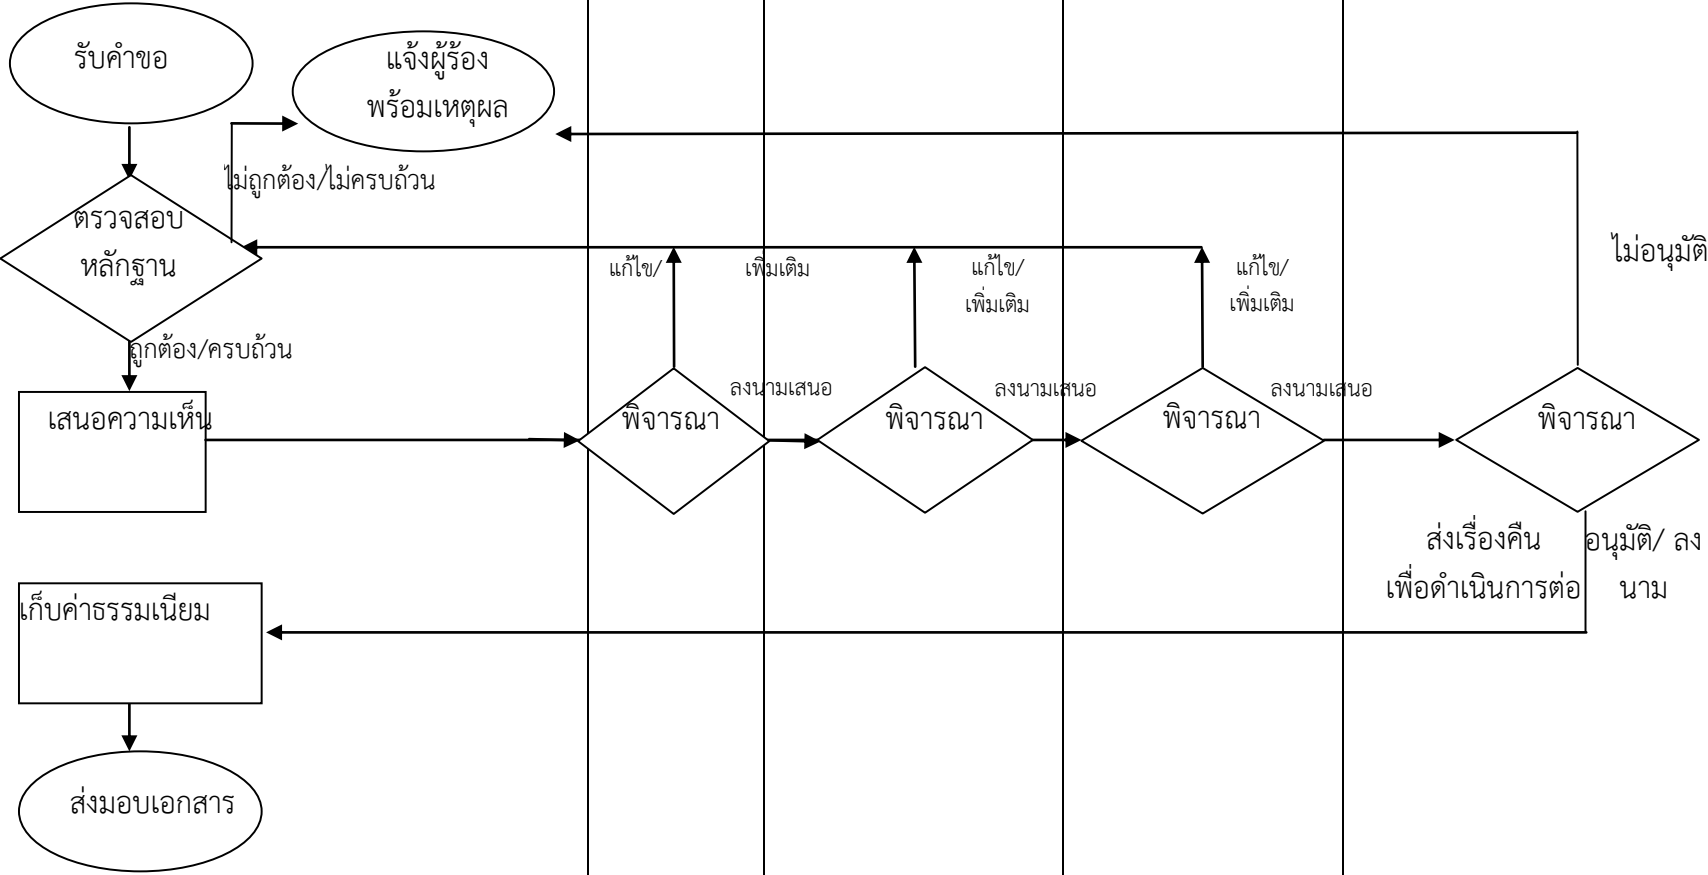 รับคำขอ
แจ้งผู้ร้อง
พร้อมเหตุผล
ไม่ถูกต้อง/ไม่ครบถ้วน
ตรวจสอบ
หลักฐาน
ไม่อนุมัติ
แก้ไข/
เพิ่มเติม
แก้ไข/
เพิ่มเติม
แก้ไข/
เพิ่มเติม
ถูกต้อง/ครบถ้วน
เสนอความเห็น
พิจารณา
ลงนามเสนอ
พิจารณา
ลงนามเสนอ
พิจารณา
ลงนามเสนอ
พิจารณา
ส่งเรื่องคืน
เพื่อดำเนินการต่อ
อนุมัติ/ ลง
นาม
เก็บค่าธรรมเนียม
ส่งมอบเอกสาร